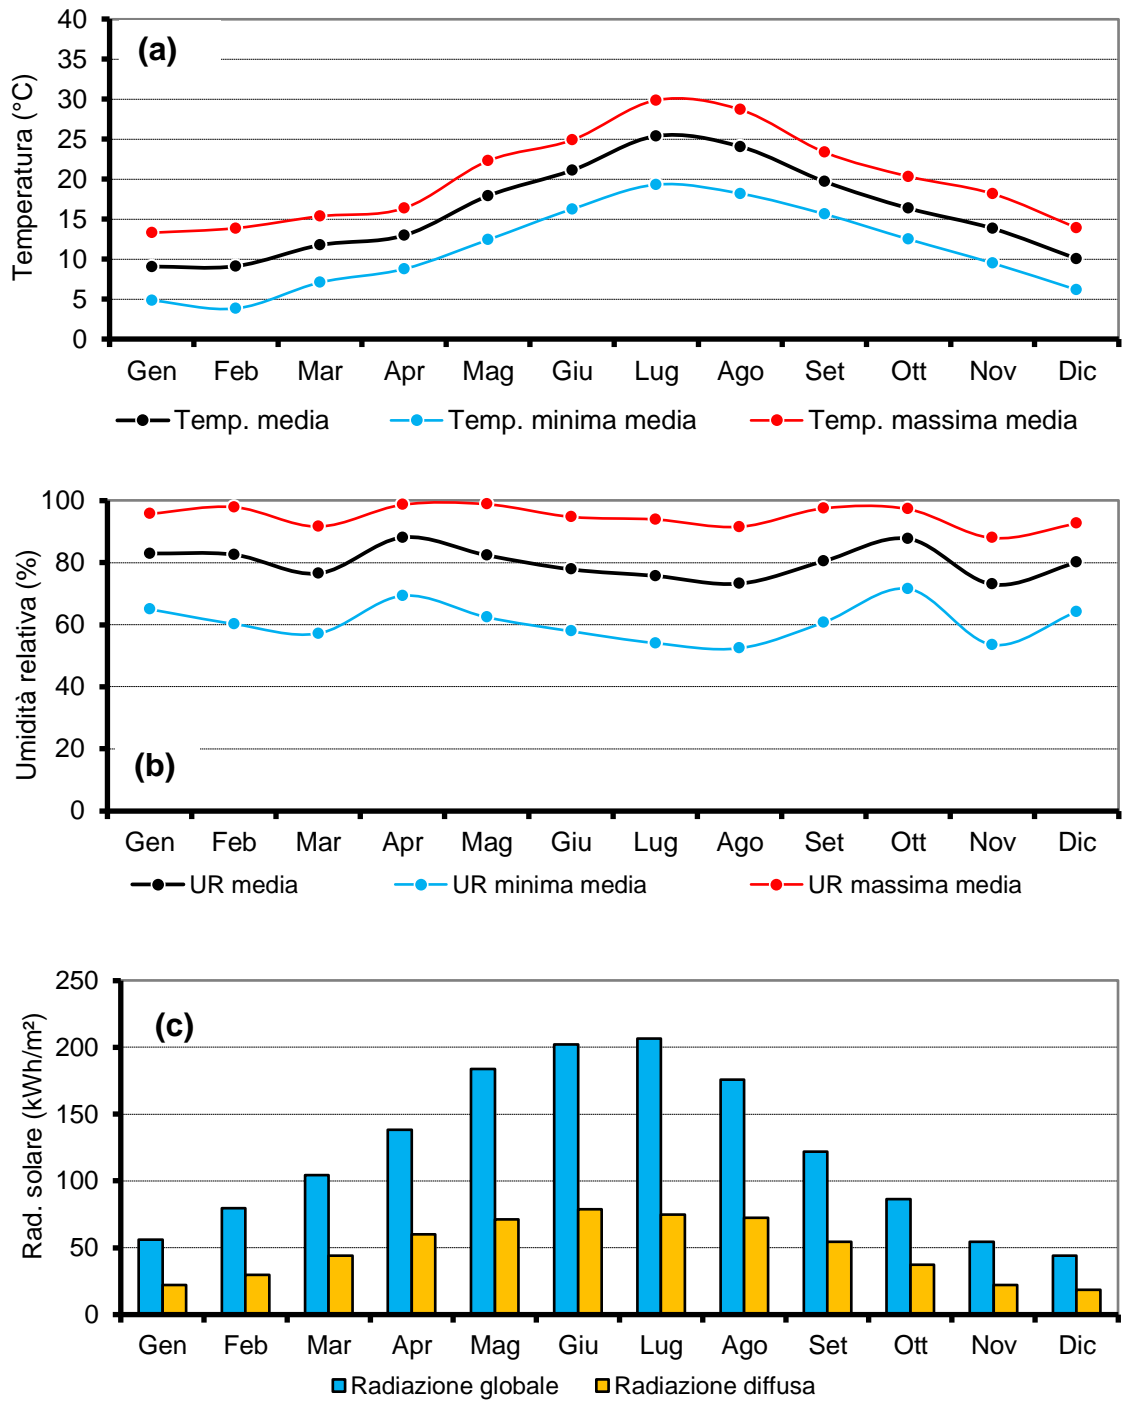 (a)
Temperatura (°C)
40
35
30
25
20
15
10
5
0
Gen Feb Mar Apr Mag Giu Lug Ago Set Ott Nov Dic
Temp. media Temp. minima media Temp. massima media
(b)
Umidità relativa (%)
100
80
60
40
20
0
Gen Feb Mar Apr Mag Giu Lug Ago Set Ott Nov Dic
UR media UR minima media UR massima media
(c)
Rad. solare (kWh/m²)
250
200
150
100
50
0
Gen Feb Mar Apr Mag Giu Lug Ago Set Ott Nov Dic
Radiazione globale Radiazione diffusa